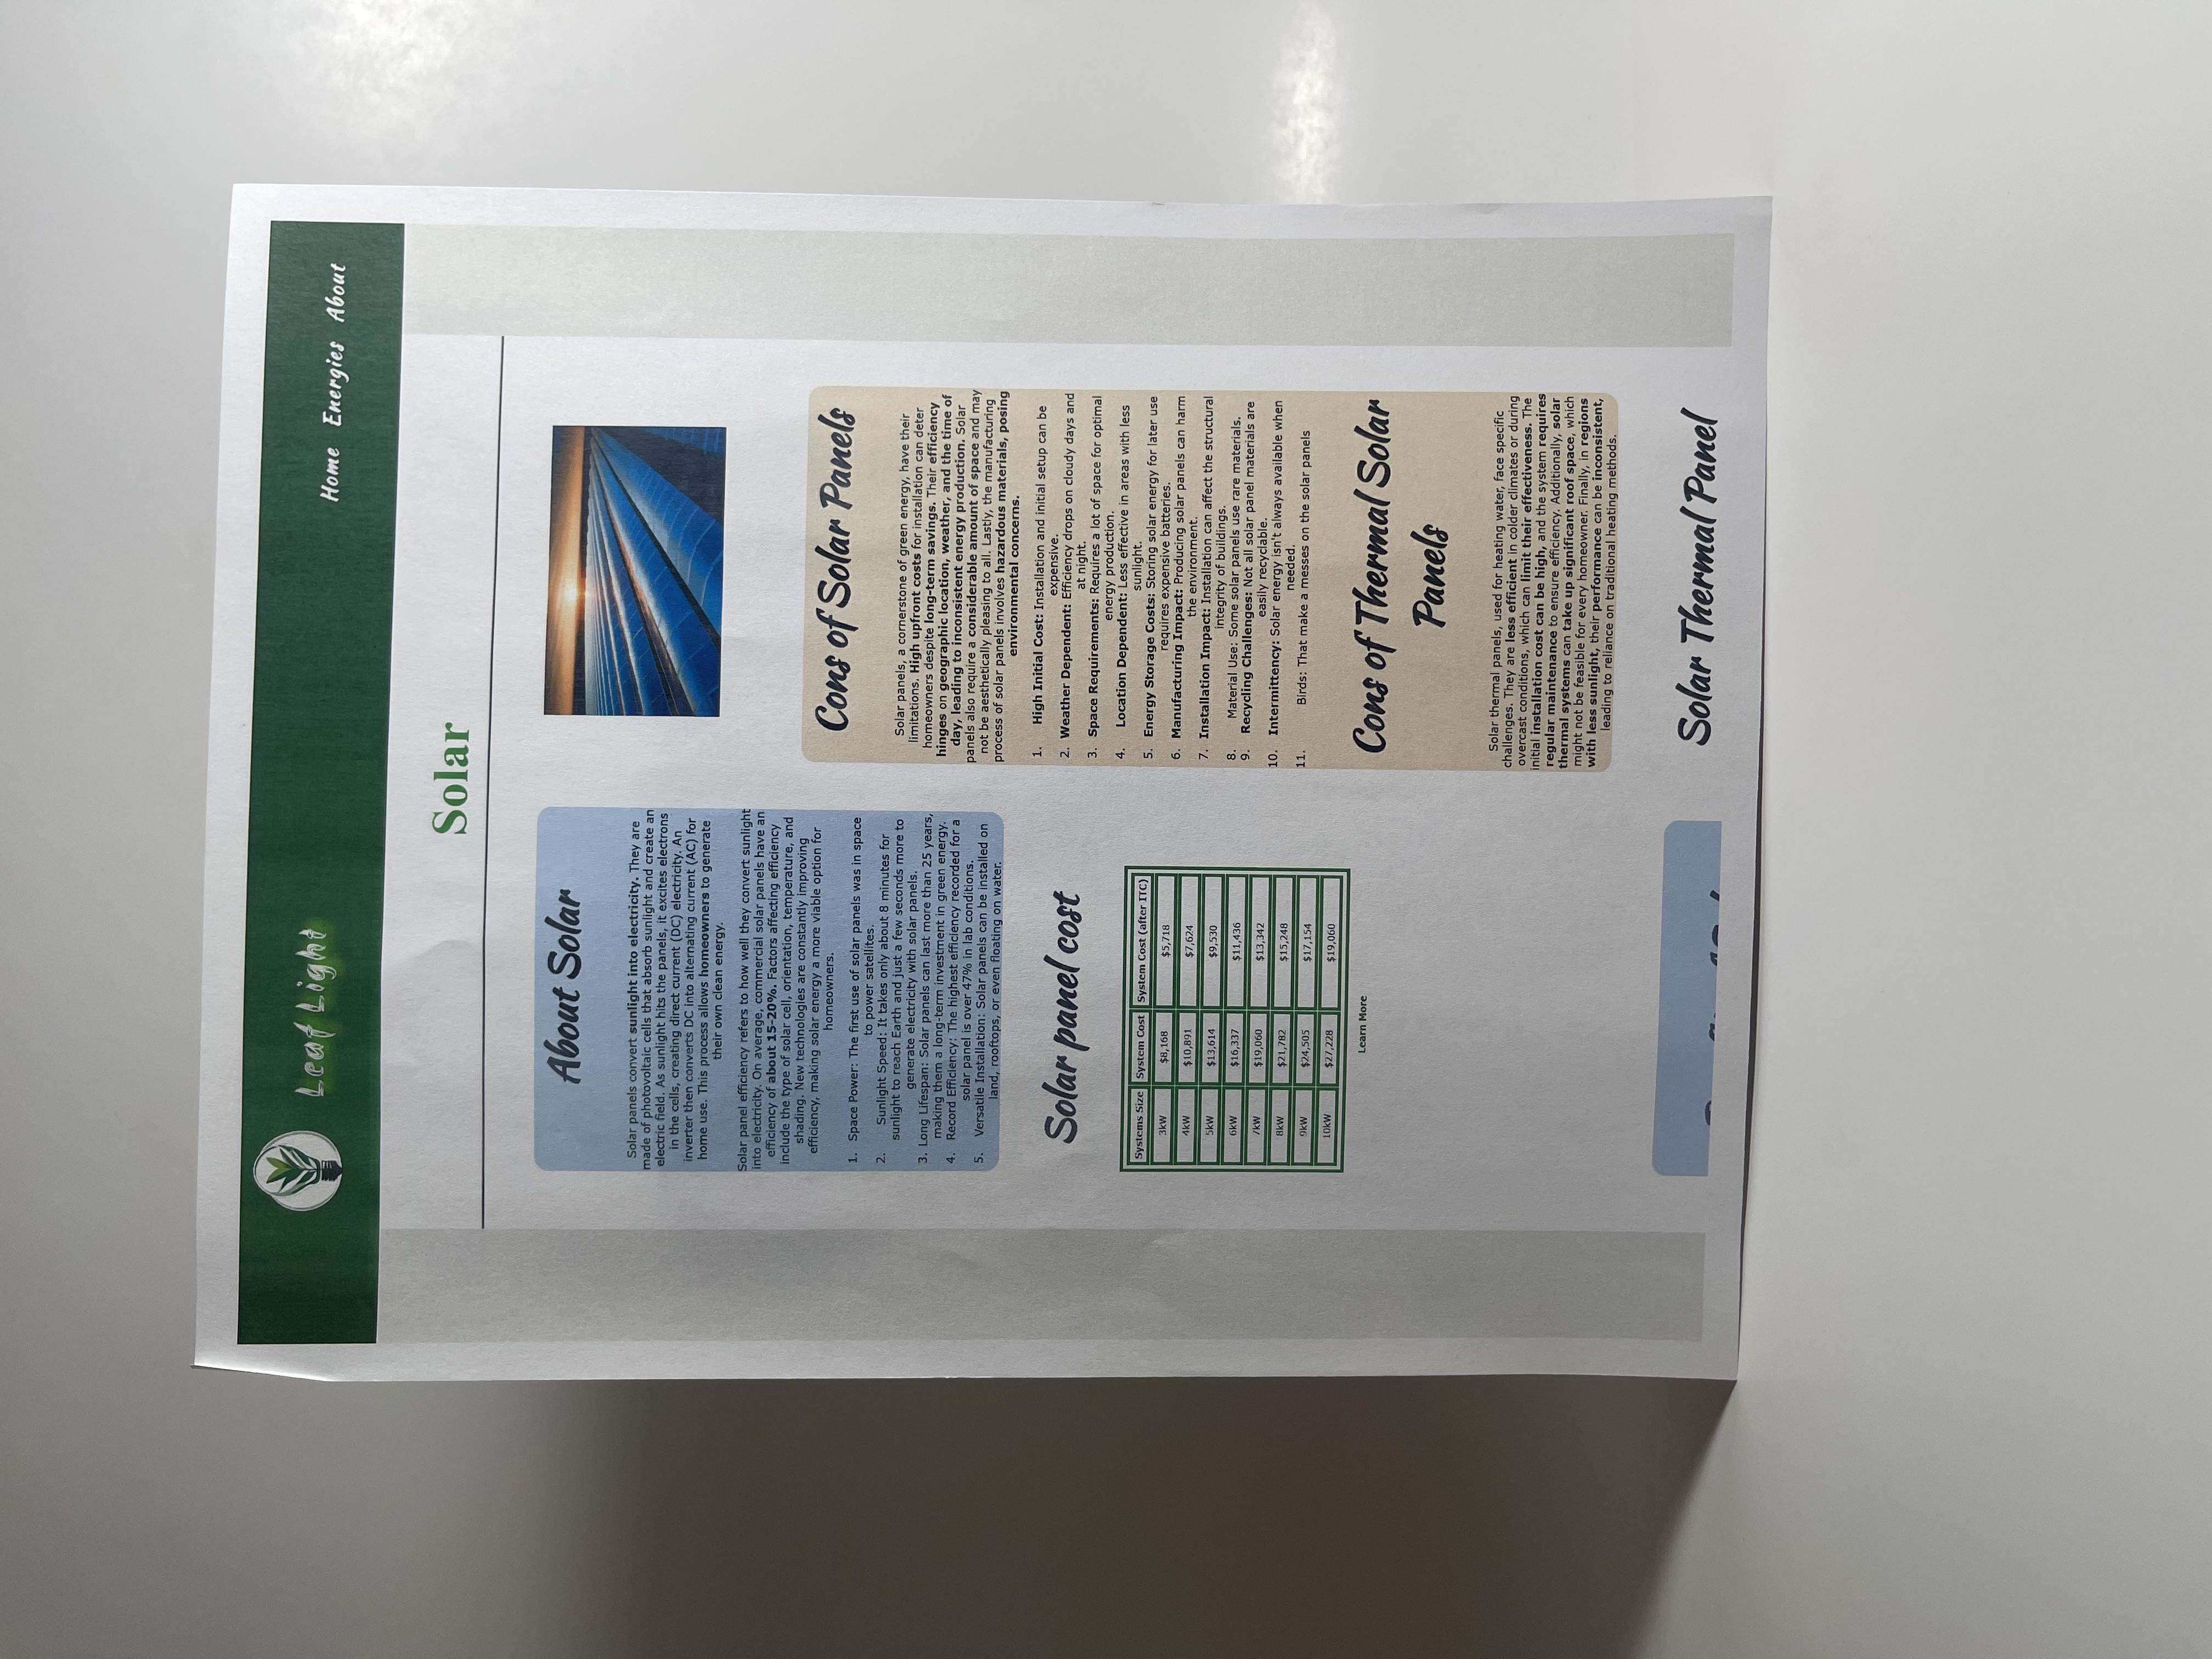 Leaf Light
Home Energies About
Solar
About Solar
Solar panels convert sunlight into electricity. They are
made of photovoltaic cells that absorb sunlight and create an
electric field. As sunlight hits the panels, it excites electrons
in the cells, creating direct current (DC) electricity. An
inverter then converts DC into alternating current (AC) for
home use. This process allows homeowners to generate
their own clean energy.
Solar panel efficiency refers to how well they convert sunlight
into electricity. On average, commercial solar panels have an
efficiency of about 15-20%. Factors affecting efficiency
include the type of solar cell, orientation, temperature, and
shading. New technologies are constantly improving
efficiency, making solar energy a more viable option for
homeowners.
1. Space Power: The first use of solar panels was in space
to power satellites.
2. Sunlight Speed: It takes only about 8 minutes for
sunlight to reach Earth and just a few seconds more to
generate electricity with solar panels.
3. Long Lifespan: Solar panels can last more than 25 years,
making them a long-term investment in green energy.
4. Record Efficiency: The highest efficiency recorded for a
solar panel is over 47% in lab conditions.
5. Versatile Installation: Solar panels can be installed on
land, rooftops, or even floating on water.
Solar panel cost
Systems Size System Cost System Cost (after ITC)
3kW $8,168 $5,718
4kW $10,891 $7,624
5kW $13,614 $9,530
6kW $16,337 $11,436
7kW $19,060 $13,342
8kW $21,782 $15,248
9kW $24,505 $17,154
10kW $27,228 $19,060
Learn More
Cons of Solar Panels
Solar panels, a cornerstone of green energy, have their
limitations. High upfront costs for installation can deter
homeowners despite long-term savings. Their efficiency
hinges on geographic location, weather, and the time of
day, leading to inconsistent energy production. Solar
panels also require a considerable amount of space and may
not be aesthetically pleasing to all. Lastly, the manufacturing
process of solar panels involves hazardous materials, posing
environmental concerns.
1. High Initial Cost: Installation and initial setup can be
expensive.
2. Weather Dependent: Efficiency drops on cloudy days and
at night.
3. Space Requirements: Requires a lot of space for optimal
energy production.
4. Location Dependent: Less effective in areas with less
sunlight.
5. Energy Storage Costs: Storing solar energy for later use
requires expensive batteries.
6. Manufacturing Impact: Producing solar panels can harm
the environment.
7. Installation Impact: Installation can affect the structural
integrity of buildings.
8. Material Use: Some solar panels use rare materials.
9. Recycling Challenges: Not all solar panel materials are
easily recyclable.
10. Intermittency: Solar energy isn't always available when
needed.
11. Birds: That make a messes on the solar panels
Cons of Thermal Solar
Panels
Solar thermal panels, used for heating water, face specific
challenges. They are less efficient in colder climates or during
overcast conditions, which can limit their effectiveness. The
initial installation cost can be high, and the system requires
regular maintenance to ensure efficiency. Additionally, solar
thermal systems can take up significant roof space, which
might not be feasible for every homeowner. Finally, in regions
with less sunlight, their performance can be inconsistent,
leading to reliance on traditional heating methods.
Solar Thermal Panel